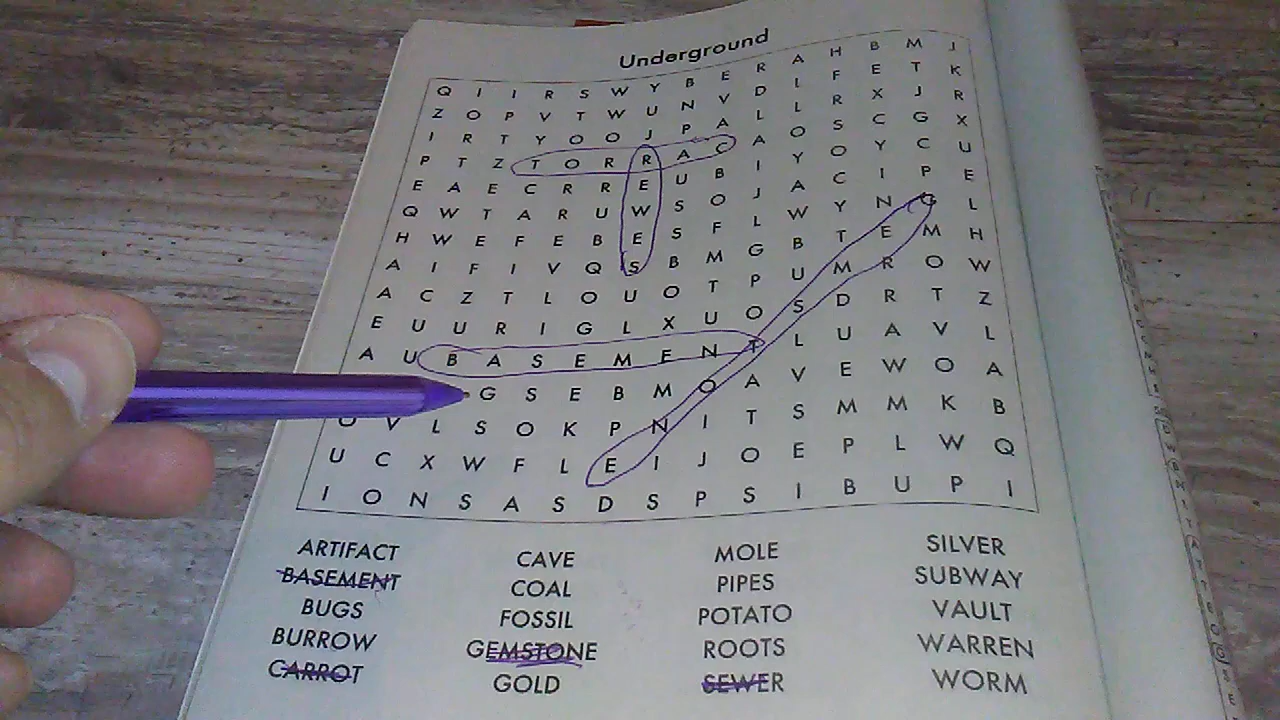 Underground
Q I I R S W Y B E R A H B M J
Z O P V T W U N V D L F E T K
I R T Y O O J P A L L R X J R
P T Z T O R R A C A O S C G X
E A E C R R E U B I Y O Y C U
Q W T A R U W S O J A C I P E
H W E F E B E S F L W Y N G L
A I F I V Q S B M G B T E M H
A C Z T L O U O T P U M R O W
E U U R I G L X U O S D R T Z
A U B A S E M E N T L U A V L
G S E B M O A V E W O A
V L S O K P N I T S M M K B
U C X W F L E I J O E P L W Q
I O N S A S D S P S I B U P I
ARTIFACT CAVE MOLE SILVER
BASEMENT COAL PIPES SUBWAY
BUGS FOSSIL POTATO VAULT
BURROW GEMSTONE ROOTS WARREN
CARROT GOLD SEWER WORM